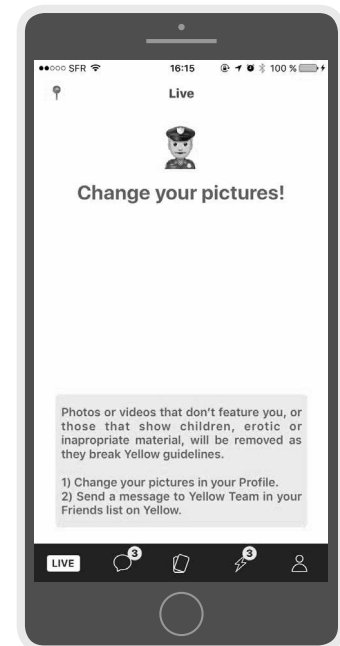 ●●○○○ SFR 16:15 100 %
Live
Change your pictures!
Photos or videos that don't feature you, or
those that show children, erotic or
inapropriate material, will be removed as
they break Yellow guidelines.
1) Change your pictures in your Profile.
2) Send a message to Yellow Team in your
Friends list on Yellow.
LIVE 3 3